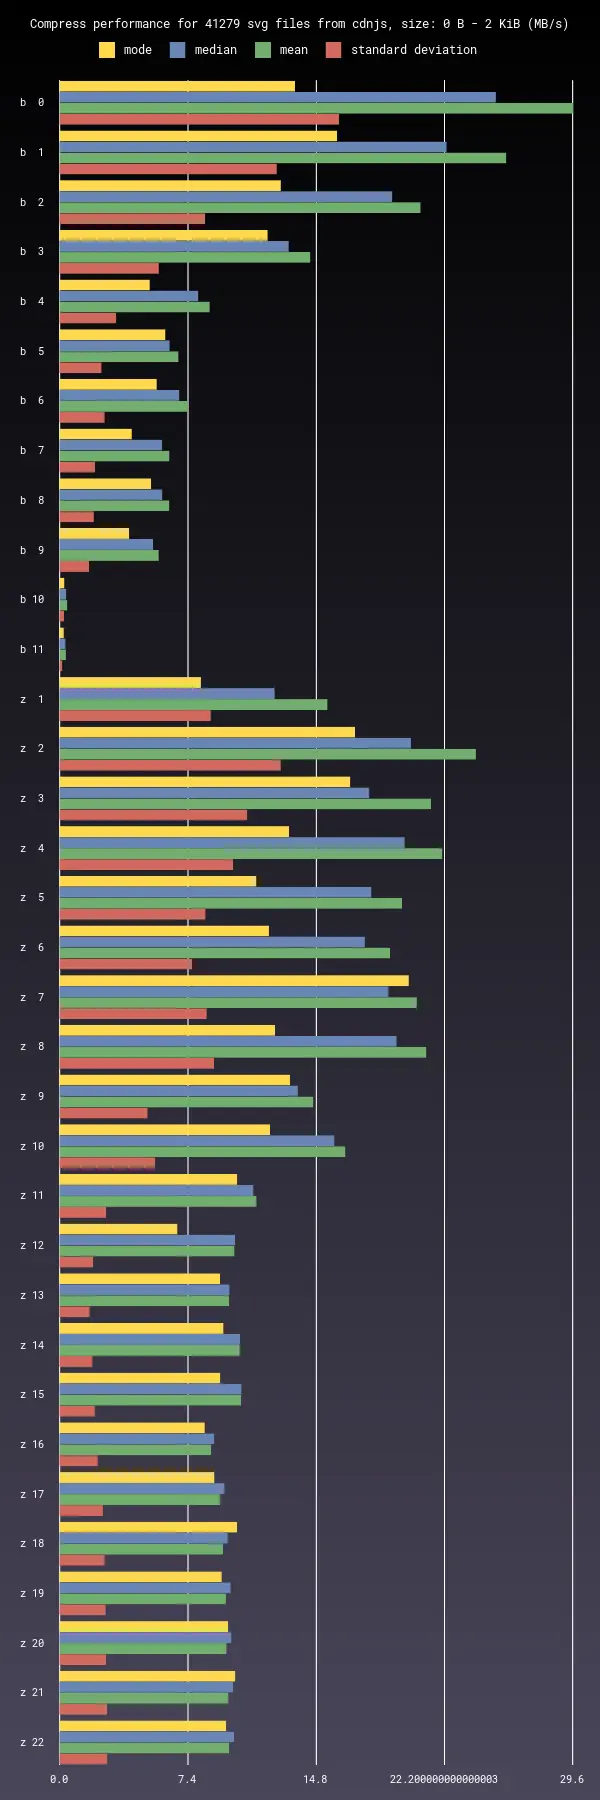 Compress performance for 41279 svg files from cdnjs, size: 0 B - 2 KiB (MB/s)
mode median mean standard deviation
b 0
b 1
b 2
b 3
b 4
b 5
b 6
b 7
b 8
b 9
b 10
b 11
z 1
z 2
z 3
z 4
z 5
z 6
z 7
z 8
z 9
z 10
z 11
z 12
z 13
z 14
z 15
z 16
z 17
z 18
z 19
z 20
z 21
z 22
0.0 7.4 14.8 22.200000000000003 29.6